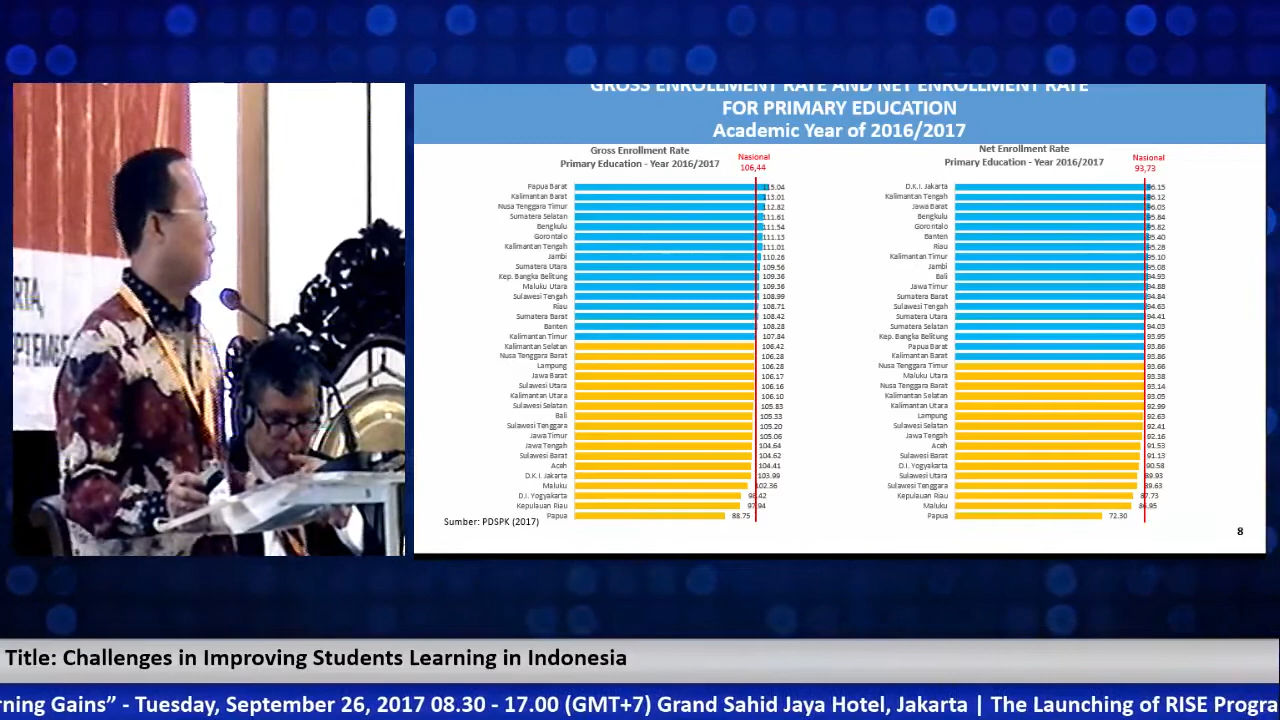 GROSS ENROLLMENT RATE AND NET ENROLLMENT RATE
FOR PRIMARY EDUCATION
Academic Year of 2016/2017
Gross Enrollment Rate
Primary Education - Year 2016/2017
Nasional
106,44
Papua Barat 115.04
Kalimantan Barat 113.01
Nusa Tenggara Timur 112.82
Sumatera Selatan 111.61
Bengkulu 111.54
Gorontalo 111.13
Kalimantan Tengah 111.01
Jambi 110.26
Sumatera Utara 109.56
Kep. Bangka Belitung 109.36
Maluku Utara 109.36
Sulawesi Tengah 108.99
Riau 108.71
Sumatera Barat 108.42
Banten 108.28
Kalimantan Timur 107.84
Kalimantan Selatan 106.42
Nusa Tenggara Barat 106.28
Lampung 106.28
Jawa Barat 106.17
Sulawesi Utara 106.16
Kalimantan Utara 106.10
Sulawesi Selatan 105.83
Bali 105.33
Sulawesi Tenggara 105.20
Jawa Timur 105.06
Jawa Tengah 104.64
Sulawesi Barat 104.62
Aceh 104.41
D.K.I. Jakarta 103.99
Maluku 102.36
D.I. Yogyakarta 98.42
Kepulauan Riau 97.94
Papua 88.75
Sumber: PDSPK (2017)
Net Enrollment Rate
Primary Education - Year 2016/2017
Nasional
93,73
D.K.I. Jakarta 96.15
Kalimantan Tengah 96.12
Jawa Barat 96.03
Bengkulu 95.84
Gorontalo 95.82
Banten 95.40
Riau 95.28
Kalimantan Timur 95.10
Jambi 95.08
Bali 94.93
Jawa Timur 94.88
Sumatera Barat 94.84
Sulawesi Tengah 94.63
Sumatera Utara 94.41
Sumatera Selatan 94.03
Kep. Bangka Belitung 93.95
Papua Barat 93.86
Kalimantan Barat 93.86
Nusa Tenggara Timur 93.66
Maluku Utara 93.38
Nusa Tenggara Barat 93.14
Kalimantan Selatan 93.05
Kalimantan Utara 92.99
Lampung 92.63
Sulawesi Selatan 92.41
Jawa Tengah 92.16
Aceh 91.53
Sulawesi Barat 91.13
D.I. Yogyakarta 90.58
Sulawesi Utara 89.93
Sulawesi Tenggara 89.63
Kepulauan Riau 87.73
Maluku 86.95
Papua 72.30
8
Title: Challenges in Improving Students Learning in Indonesia
rning Gains” - Tuesday, September 26, 2017 08.30 - 17.00 (GMT+7) Grand Sahid Jaya Hotel, Jakarta | The Launching of RISE Progra